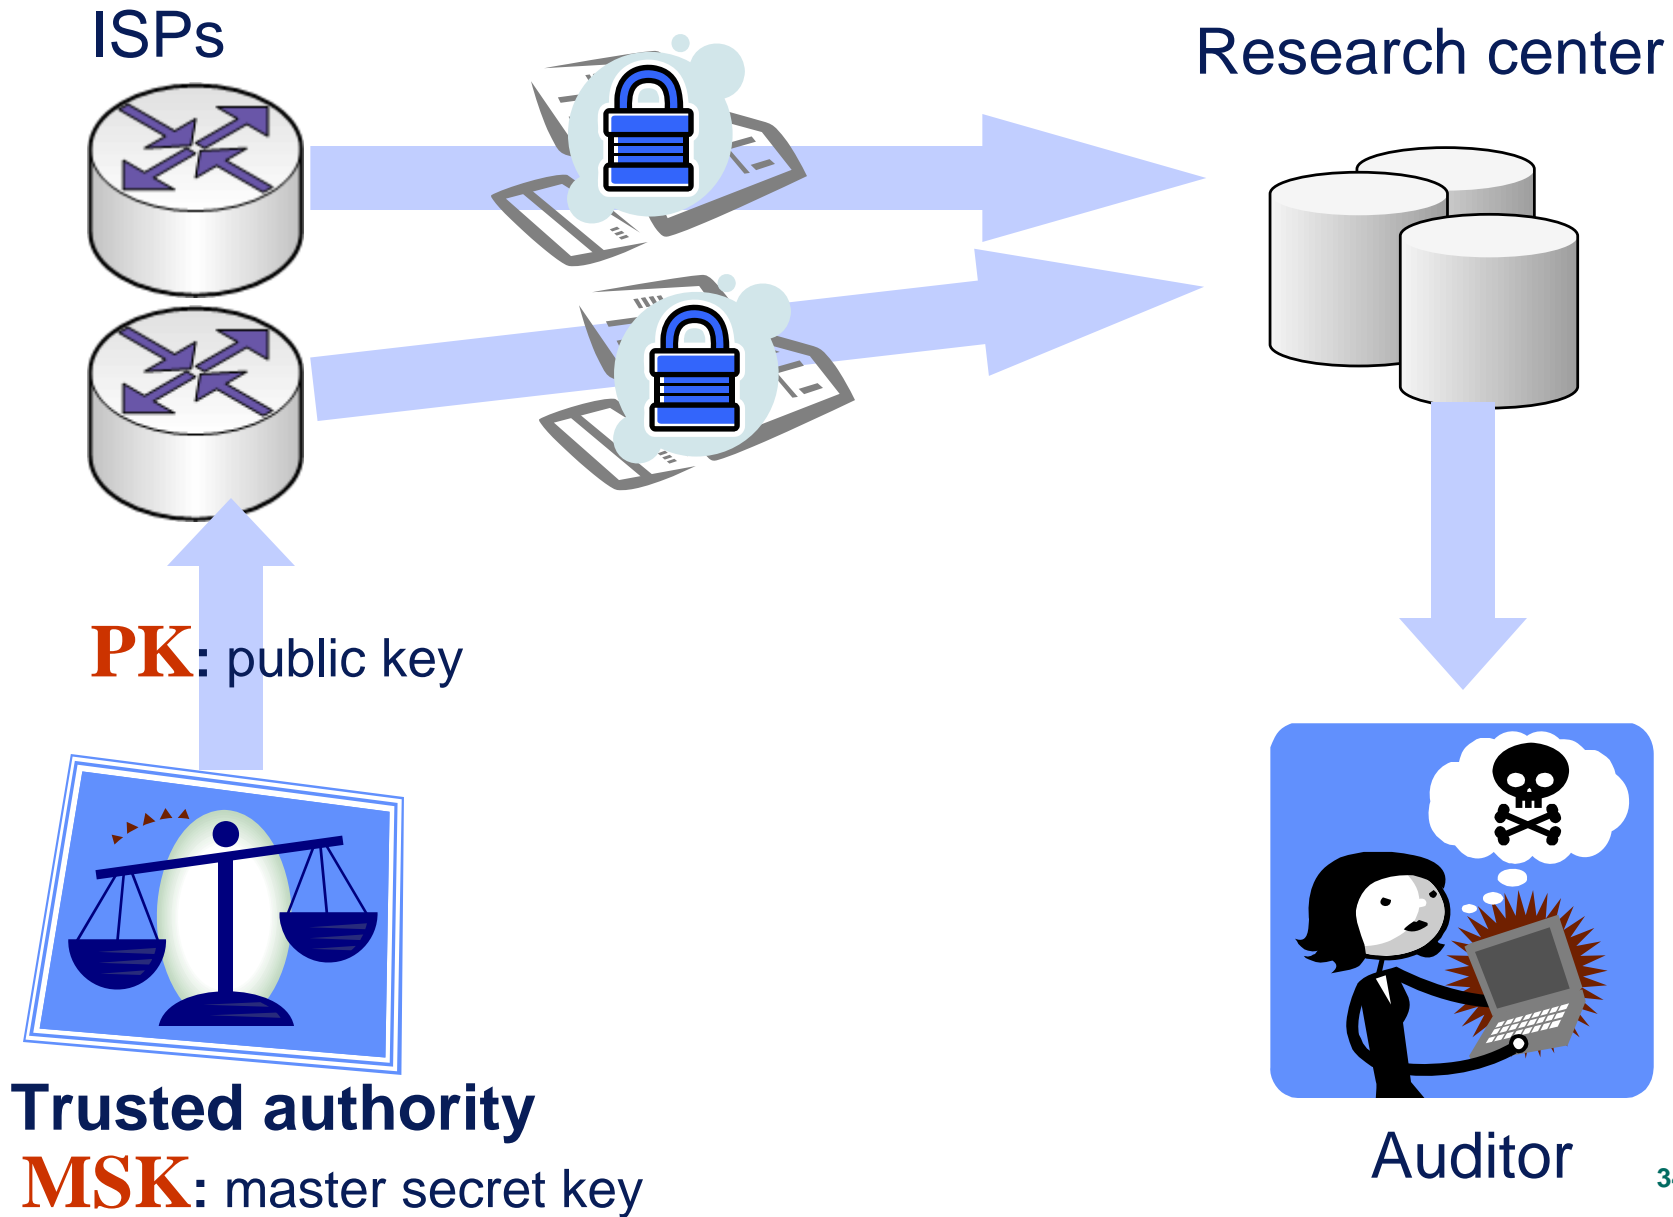 ISPs
Research center
PK: public key
Trusted authority
MSK: master secret key
Auditor